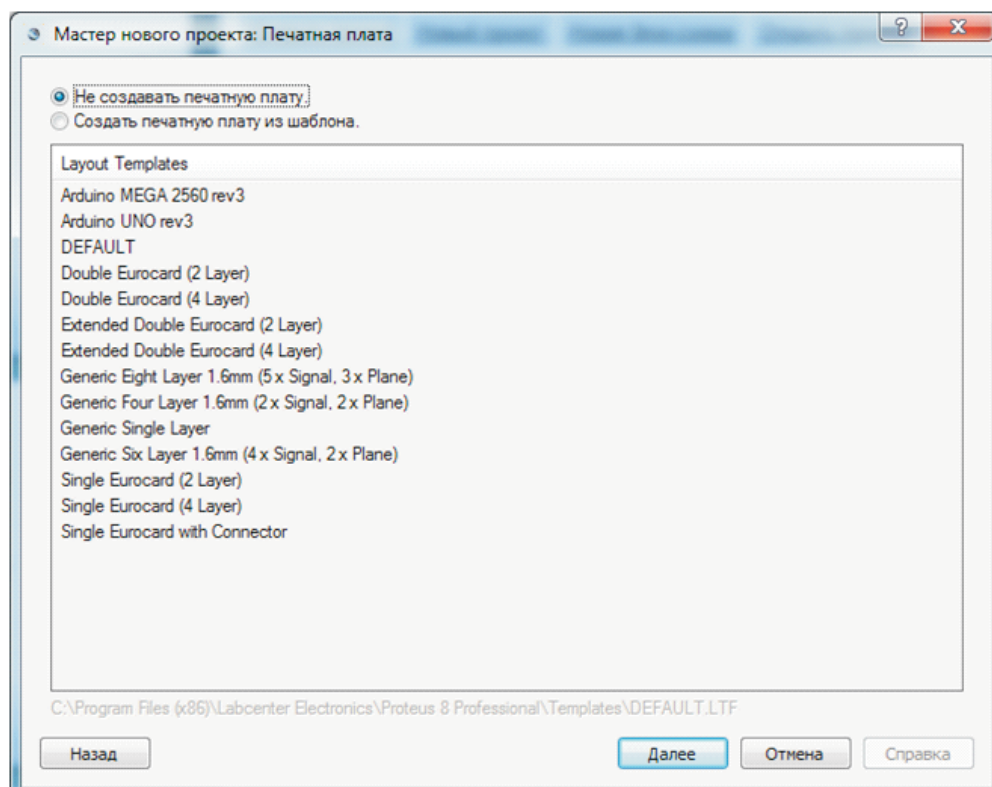 Мастер нового проекта: Печатная плата
Не создавать печатную плату.
Создать печатную плату из шаблона.
Layout Templates
Arduino MEGA 2560 rev3
Arduino UNO rev3
DEFAULT
Double Eurocard (2 Layer)
Double Eurocard (4 Layer)
Extended Double Eurocard (2 Layer)
Extended Double Eurocard (4 Layer)
Generic Eight Layer 1.6mm (5 x Signal, 3 x Plane)
Generic Four Layer 1.6mm (2 x Signal, 2 x Plane)
Generic Single Layer
Generic Six Layer 1.6mm (4 x Signal, 2 x Plane)
Single Eurocard (2 Layer)
Single Eurocard (4 Layer)
Single Eurocard with Connector
C:\Program Files (x86)\Labcenter Electronics\Proteus 8 Professional\Templates\DEFAULT.LTF
Назад Далее Отмена Справка